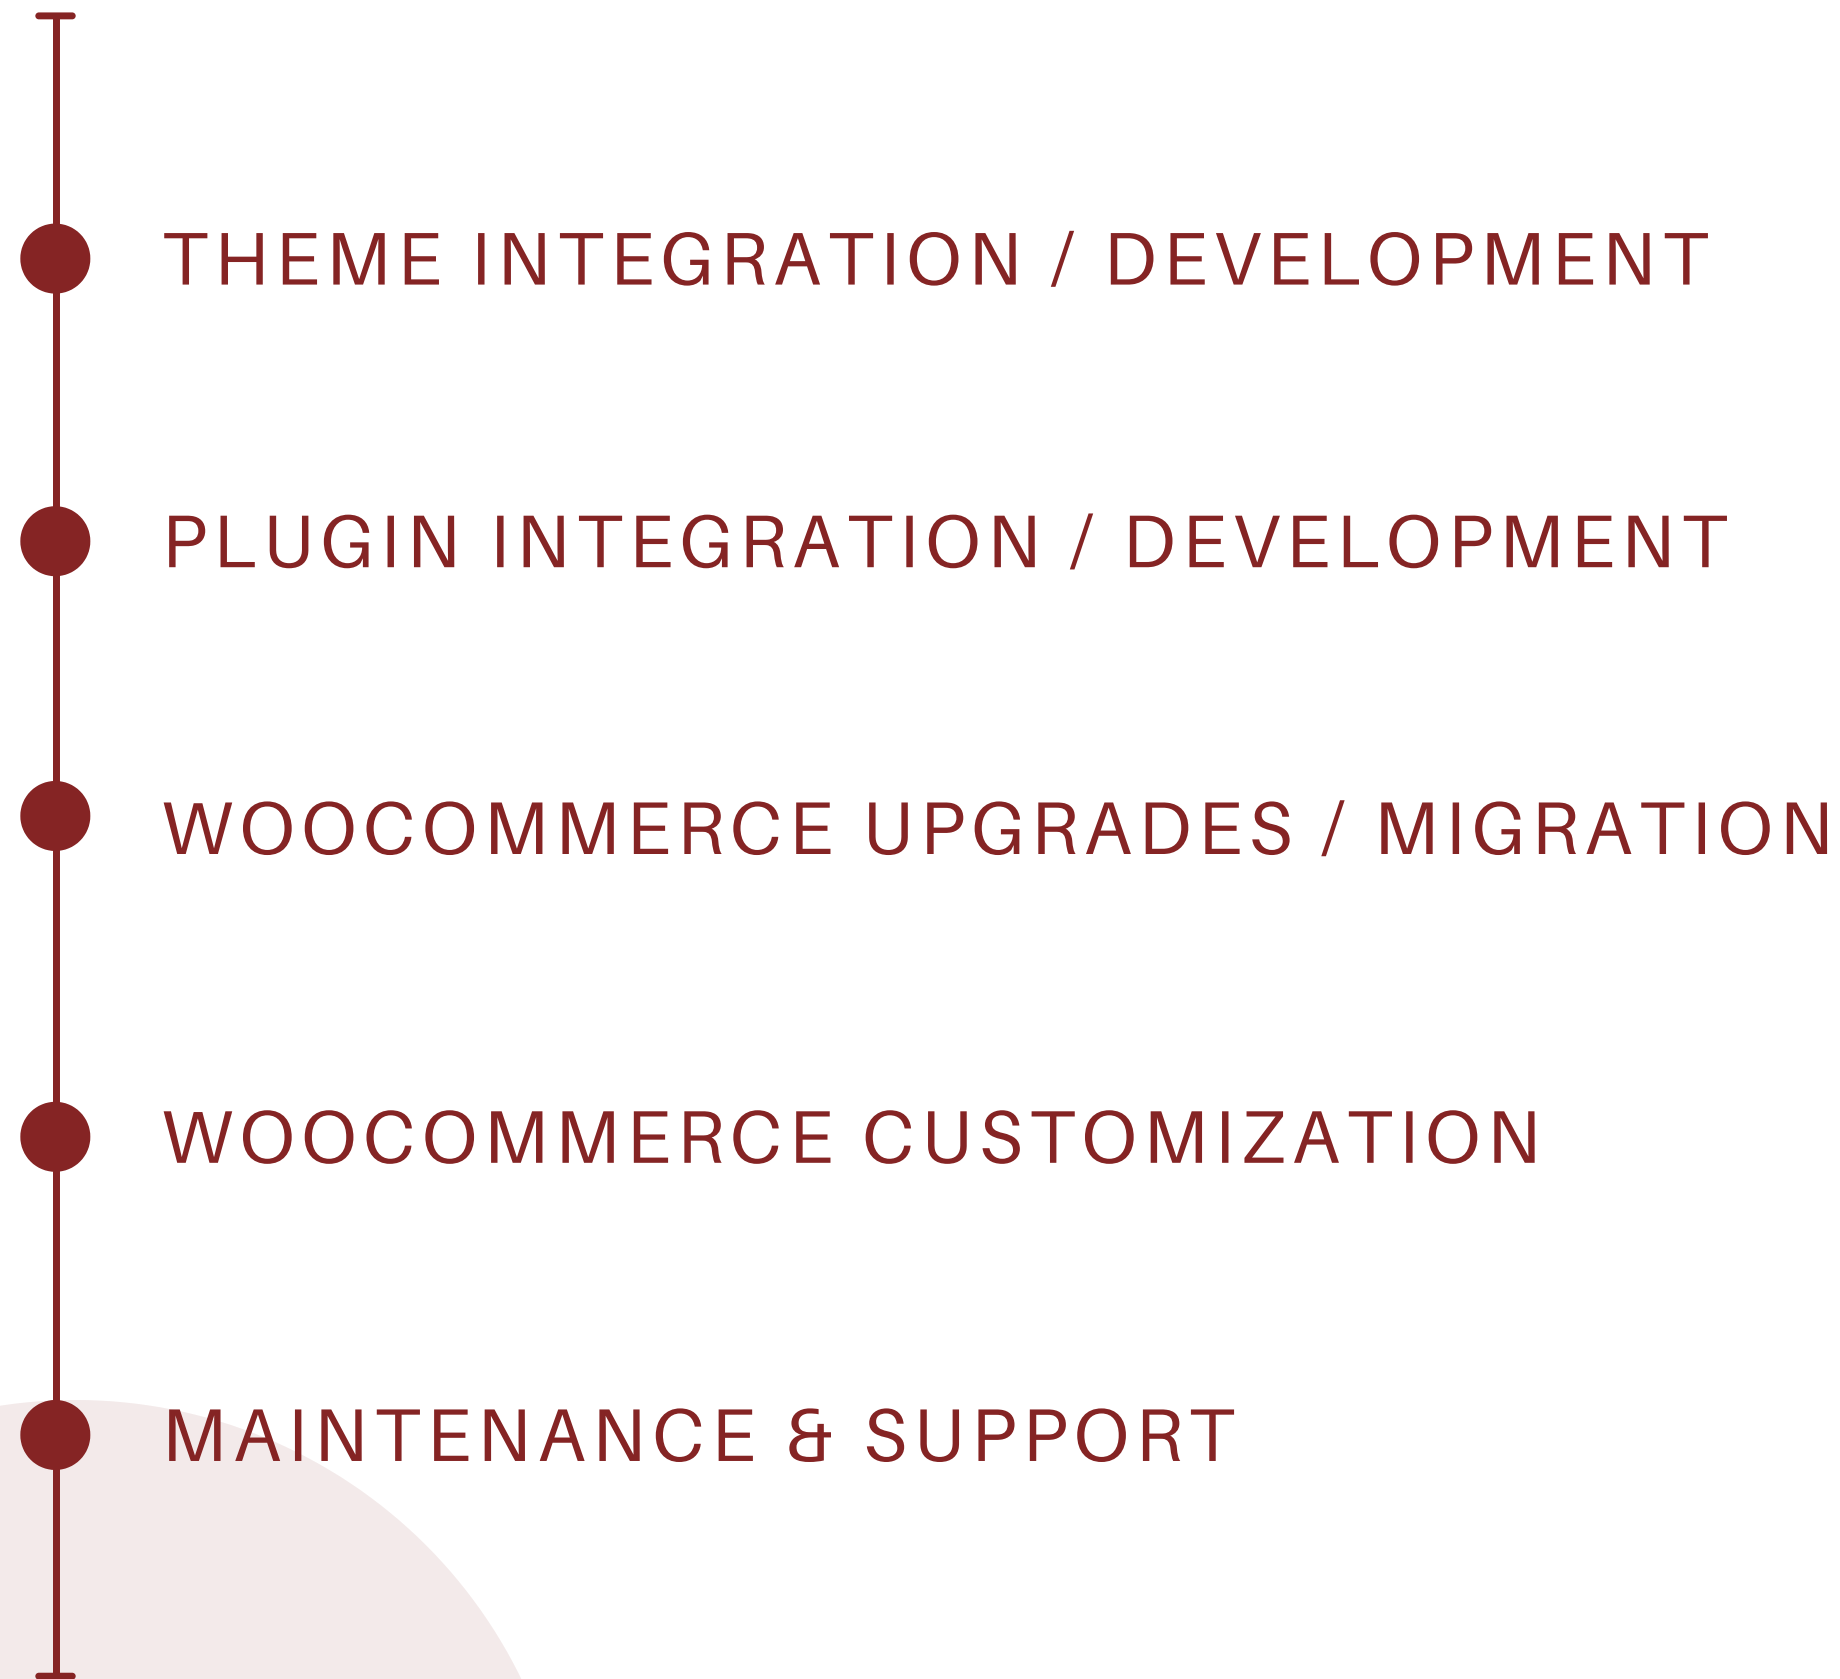 THEME INTEGRATION / DEVELOPMENT
PLUGIN INTEGRATION / DEVELOPMENT
WOOCOMMERCE UPGRADES / MIGRATION
WOOCOMMERCE CUSTOMIZATION
MAINTENANCE & SUPPORT